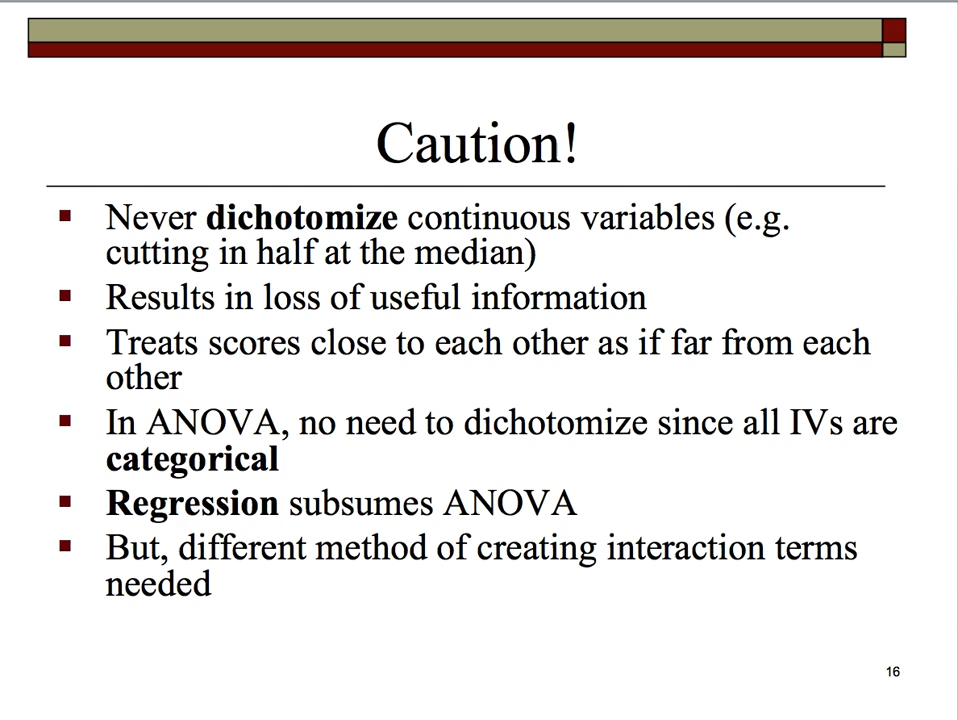 Caution!
Never dichotomize continuous variables (e.g.
cutting in half at the median)
Results in loss of useful information
Treats scores close to each other as if far from each
other
In ANOVA, no need to dichotomize since all IVs are
categorical
Regression subsumes ANOVA
But, different method of creating interaction terms
needed
16